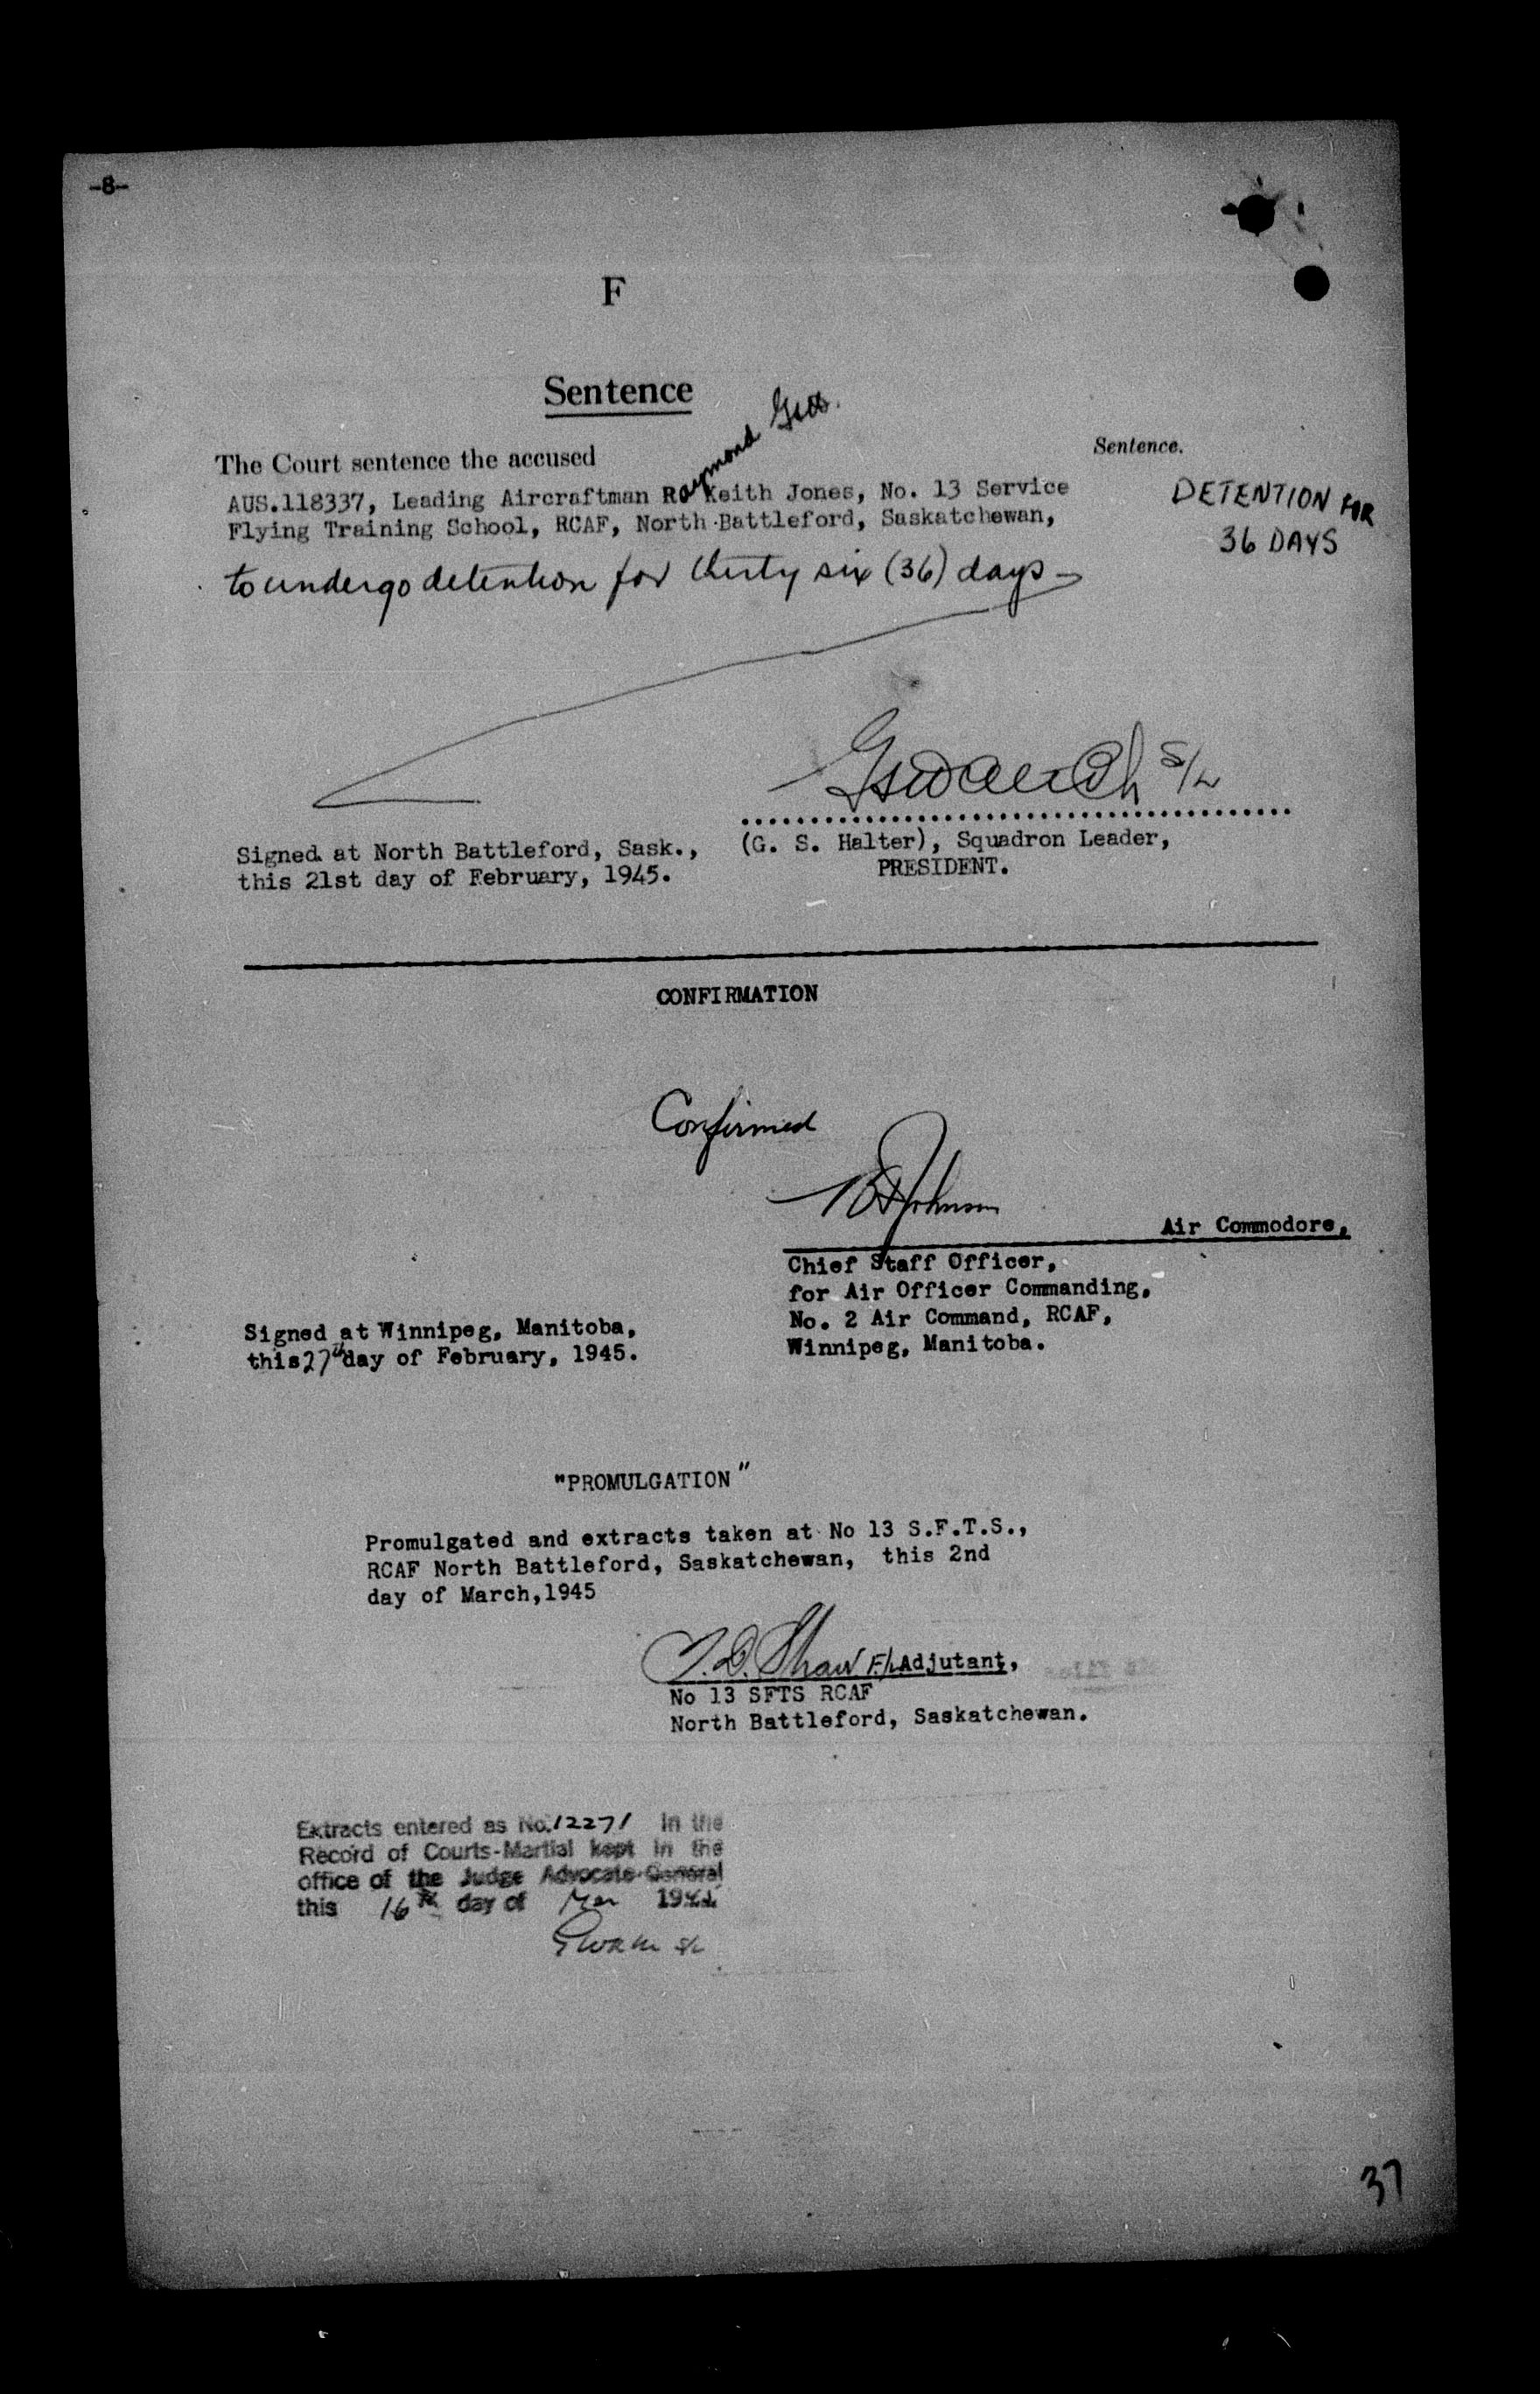 -8-
F
Sentence
The Court sentence the accused
Sentence.
AUS.118337, Leading Aircraftman Raymond Keith Jones, No. 13 Service
Flying Training School, RCAF, North Battleford, Saskatchewan,
DETENTION FOR
36 DAYS
to undergo detention for thirty six (36) days
S/L
Signed at North Battleford, Sask.,
this 21st day of February, 1945.
(G. S. Halter), Squadron Leader,
PRESIDENT.
CONFIRMATION
Confirmed
Johnson
Air Commodore,
Chief Staff Officer,
for Air Officer Commanding,
No. 2 Air Command, RCAF,
Winnipeg, Manitoba.
Signed at Winnipeg, Manitoba,
this 27th day of February, 1945.
"PROMULGATION"
Promulgated and extracts taken at No 13 S.F.T.S.,
RCAF North Battleford, Saskatchewan, this 2nd
day of March,1945
Shaw F/L Adjutant,
No 13 SFTS RCAF
North Battleford, Saskatchewan.
Extracts entered as No. 12271 in the
Record of Courts-Martial kept in the
office of the Judge Advocate-General
this 16th day of Mar
37